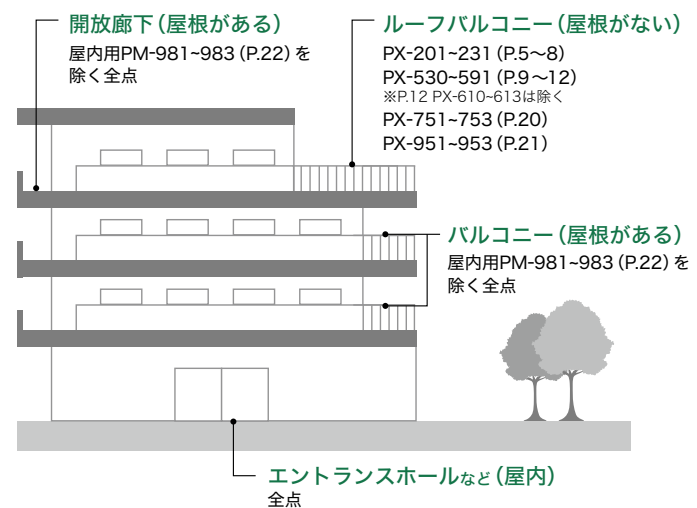 開放廊下（屋根がある）
屋内用PM-981~983（P.22）を
除く全点
ルーフバルコニー（屋根がない）
PX-201~231（P.5〜8）
PX-530~591（P.9〜12）
※P.12 PX-610~613は除く
PX-751~753（P.20）
PX-951~953（P.21）
バルコニー（屋根がある）
屋内用PM-981~983（P.22）を
除く全点
エントランスホールなど（屋内）
全点